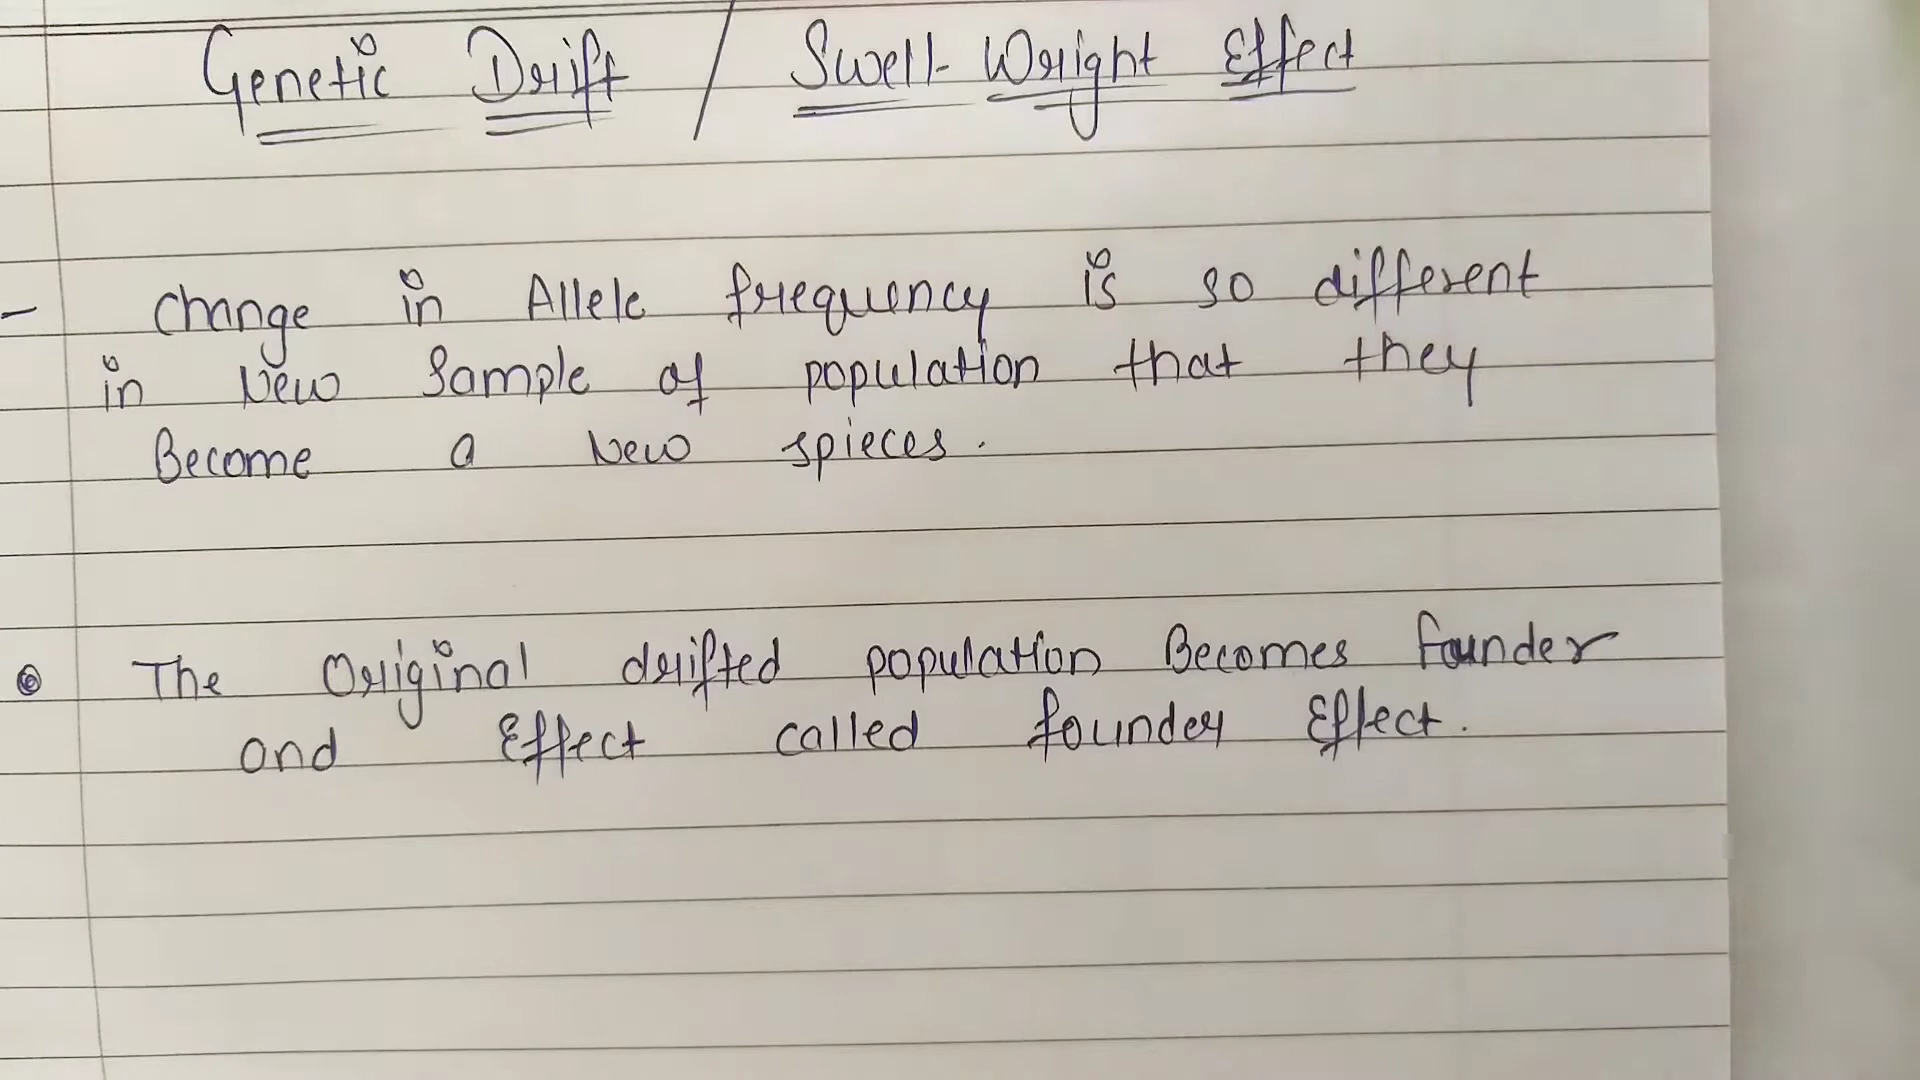 Genetic Drift / Swell-Wright Effect
- Change in Allele frequency is so different
in New Sample of population that they
Become a New spieces.
The Original drifted population Becomes founder
and Effect called founder Effect.